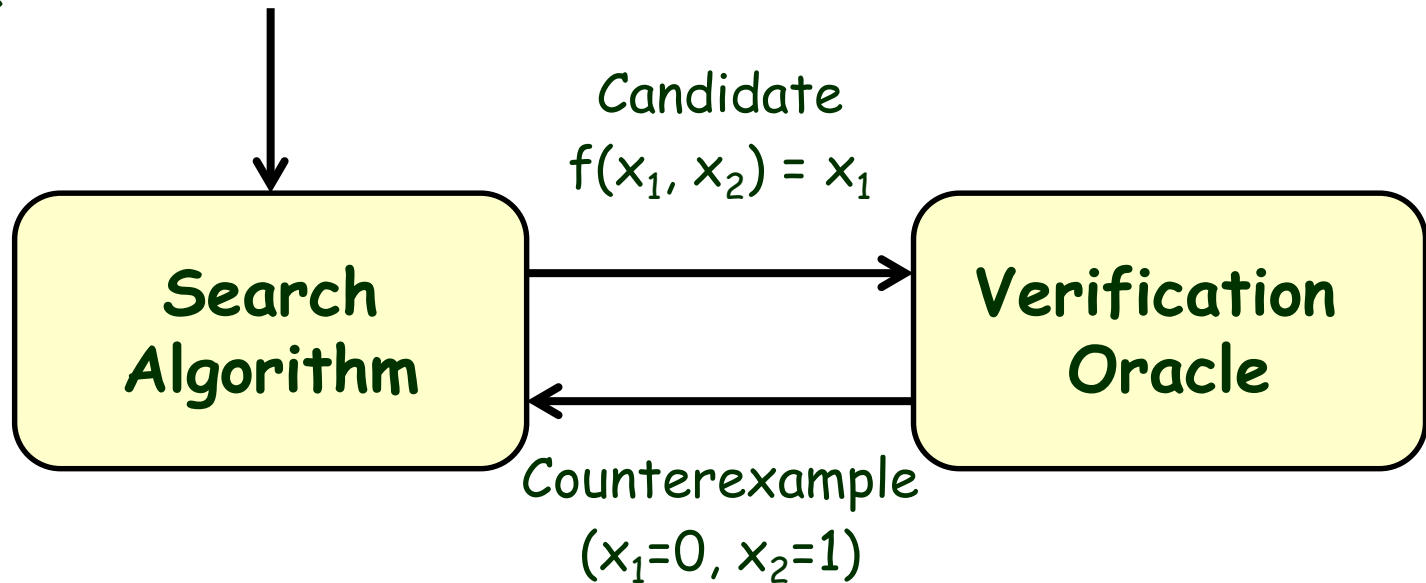 Candidate
f(x₁, x₂) = x₁
Search
Algorithm
Verification
Oracle
Counterexample
(x₁=0, x₂=1)